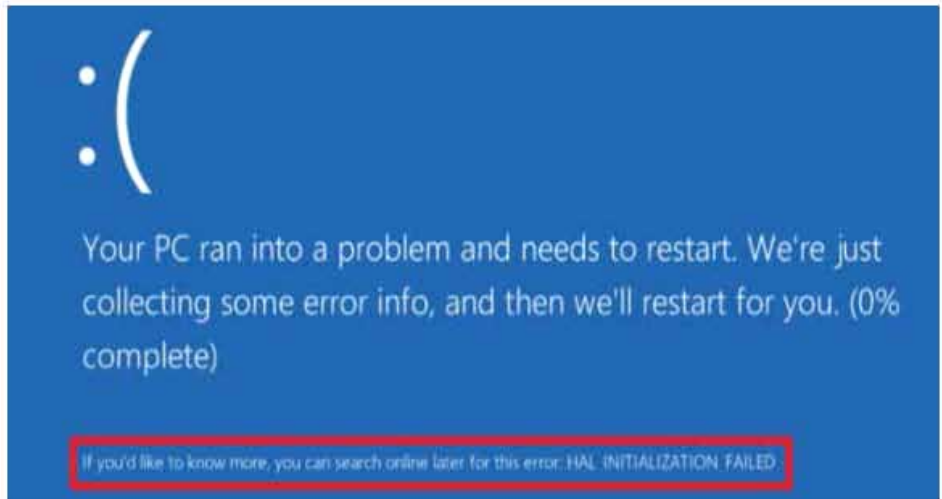 :(
Your PC ran into a problem and needs to restart. We're just
collecting some error info, and then we'll restart for you. (0%
complete)
If you'd like to know more, you can search online later for this error: HAL INITIALIZATION FAILED